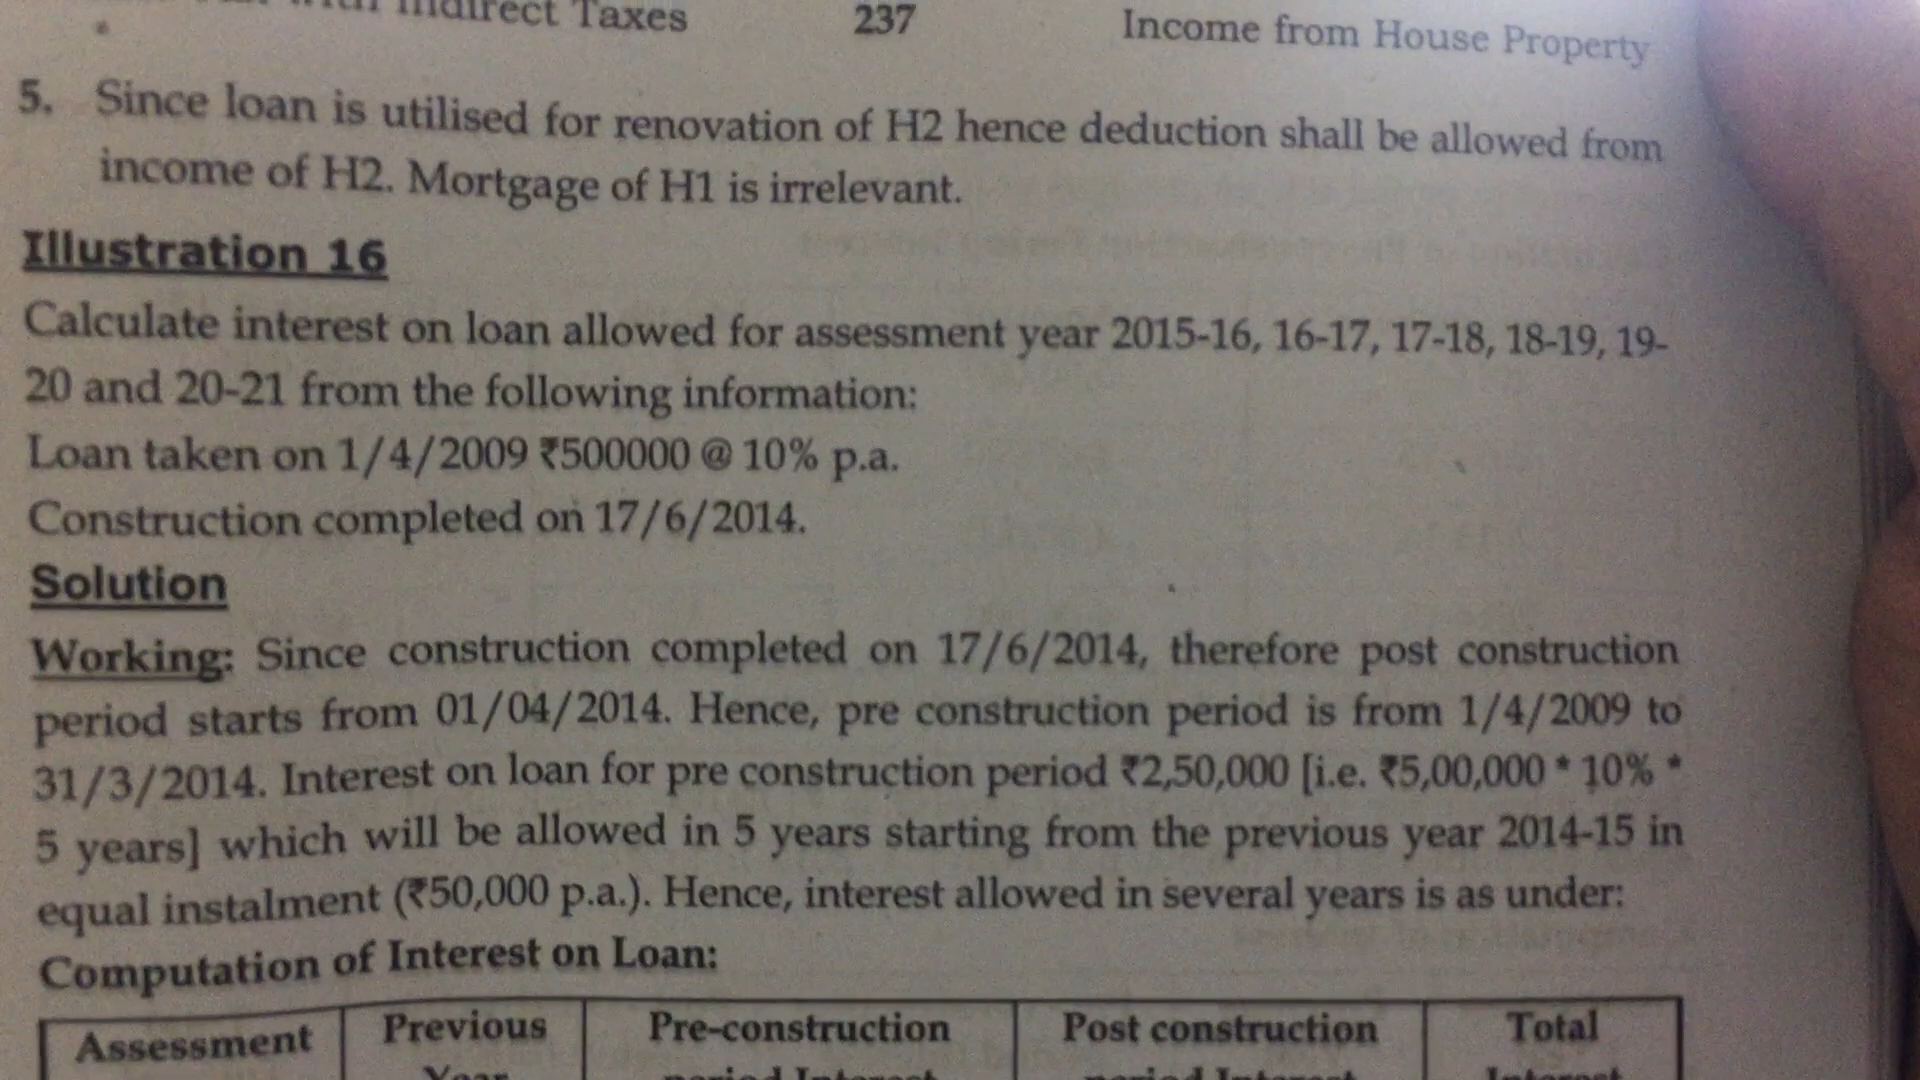 Indirect Taxes 237 Income from House Property
5. Since loan is utilised for renovation of H2 hence deduction shall be allowed from
income of H2. Mortgage of H1 is irrelevant.
Illustration 16
Calculate interest on loan allowed for assessment year 2015-16, 16-17, 17-18, 18-19, 19-
20 and 20-21 from the following information:
Loan taken on 1/4/2009 ₹500000 @ 10% p.a.
Construction completed on 17/6/2014.
Solution
Working: Since construction completed on 17/6/2014, therefore post construction
period starts from 01/04/2014. Hence, pre construction period is from 1/4/2009 to
31/3/2014. Interest on loan for pre construction period ₹2,50,000 [i.e. ₹5,00,000 * 10% *
5 years] which will be allowed in 5 years starting from the previous year 2014-15 in
equal instalment (₹50,000 p.a.). Hence, interest allowed in several years is as under:
Computation of Interest on Loan:
Assessment Previous Pre-construction Post construction Total
Year period Interest period Interest Interest